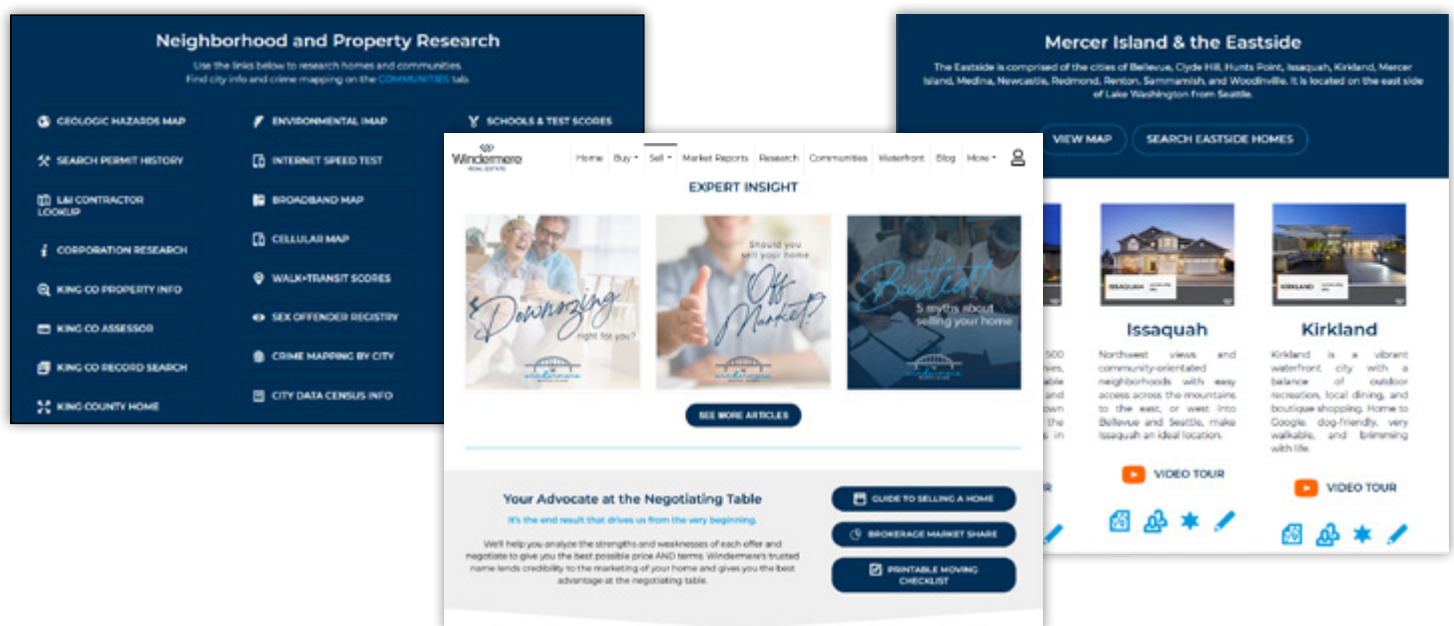 Neighborhood and Property Research
Use the links below to research homes and communities.
Find city info and crime mapping on the COMMUNITIES tab.
GEOLOGIC HAZARDS MAP
SEARCH PERMIT HISTORY
L&I CONTRACTOR
LOOKUP
CORPORATION RESEARCH
KING CO PROPERTY INFO
KING CO ASSESSOR
KING CO RECORD SEARCH
KING COUNTY HOME
ENVIRONMENTAL IMAP
INTERNET SPEED TEST
BROADBAND MAP
CELLULAR MAP
WALK+TRANSIT SCORES
SEX OFFENDER REGISTRY
CRIME MAPPING BY CITY
CITY DATA CENSUS INFO
SCHOOLS & TEST SCORES
Windermere
REAL ESTATE
Home Buy Sell Market Reports Research Communities Waterfront Blog More
EXPERT INSIGHT
Downsizing
right for you?
Should you
sell your home
Off
Market?
Busted!
5 myths about
selling your home
windermere
windermere
windermere
SEE MORE ARTICLES
Your Advocate at the Negotiating Table
It's the end result that drives us from the very beginning.
We'll help you analyze the strengths and weaknesses of each offer and
negotiate to give you the best possible price AND terms. Windermere's trusted
name lends credibility to the marketing of your home and gives you the best
advantage at the negotiating table.
GUIDE TO SELLING A HOME
BROKERAGE MARKET SHARE
PRINTABLE MOVING
CHECKLIST
Mercer Island & the Eastside
The Eastside is comprised of the cities of Bellevue, Clyde Hill, Hunts Point, Issaquah, Kirkland, Mercer
Island, Medina, Newcastle, Redmond, Renton, Sammamish, and Woodinville. It is located on the east side
of Lake Washington from Seattle.
VIEW MAP
SEARCH EASTSIDE HOMES
500
and
the
in
ISSAQUAH
Issaquah
Northwest views and
community-orientated
neighborhoods with easy
access across the mountains
to the east, or west into
Bellevue and Seattle, make
Issaquah an ideal location.
VIDEO TOUR
KIRKLAND
Kirkland
Kirkland is a vibrant
waterfront city with a
balance of outdoor
recreation, local dining, and
boutique shopping. Home to
Google, dog-friendly, very
walkable, and brimming
with life.
VIDEO TOUR